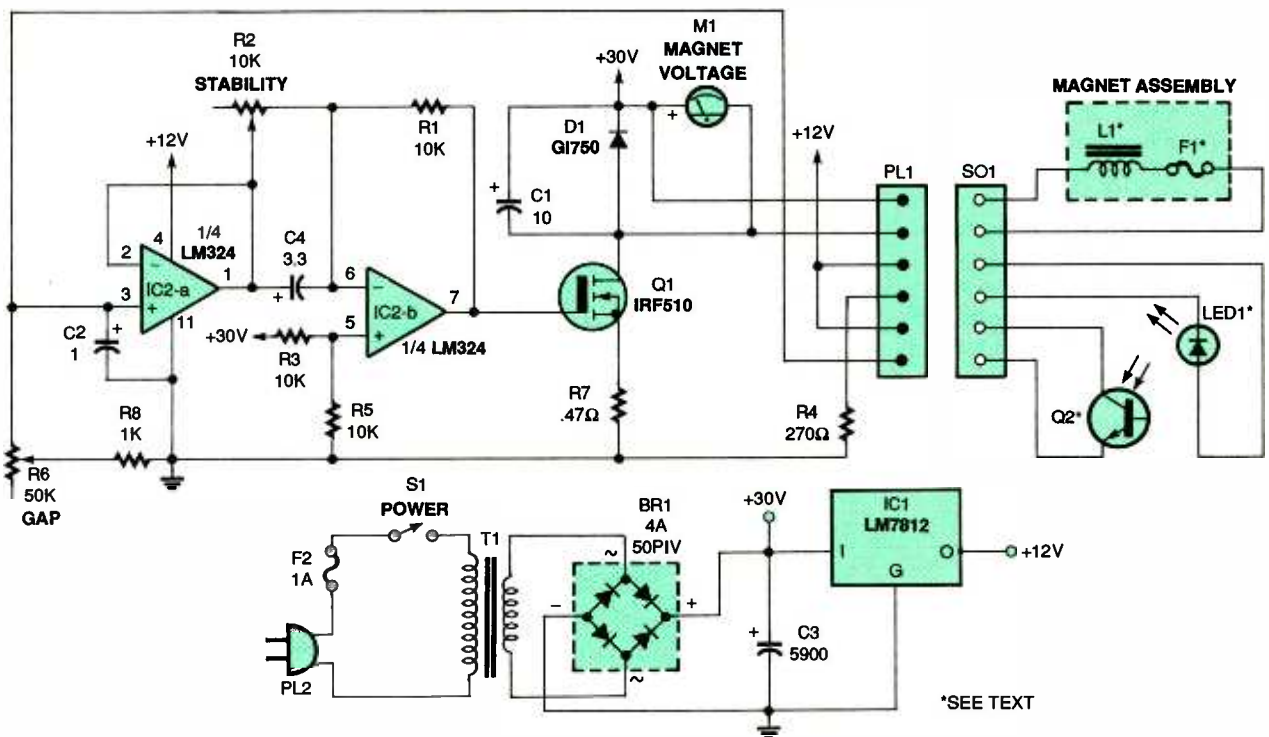 R2
10K
STABILITY
+12V
2
4
1/4
LM324
IC2-a
1
3
11
C2
1
+
−
+
R8
1K
R6
50K
GAP
R1
10K
C4
3.3
+
6
−
7
IC2-b
5
+
1/4 LM324
+30V
R3
10K
R5
10K
+30V
M1
MAGNET
VOLTAGE
+
D1
GI750
+
C1
10
Q1
IRF510
R7
.47Ω
+12V
R4
270Ω
PL1
SO1
MAGNET ASSEMBLY
L1*
F1*
LED1*
Q2*
S1
POWER
F2
1A
PL2
T1
BR1
4A
50PIV
~
−
+
~
+30V
+
C3
5900
IC1
LM7812
I
O
G
+12V
*SEE TEXT